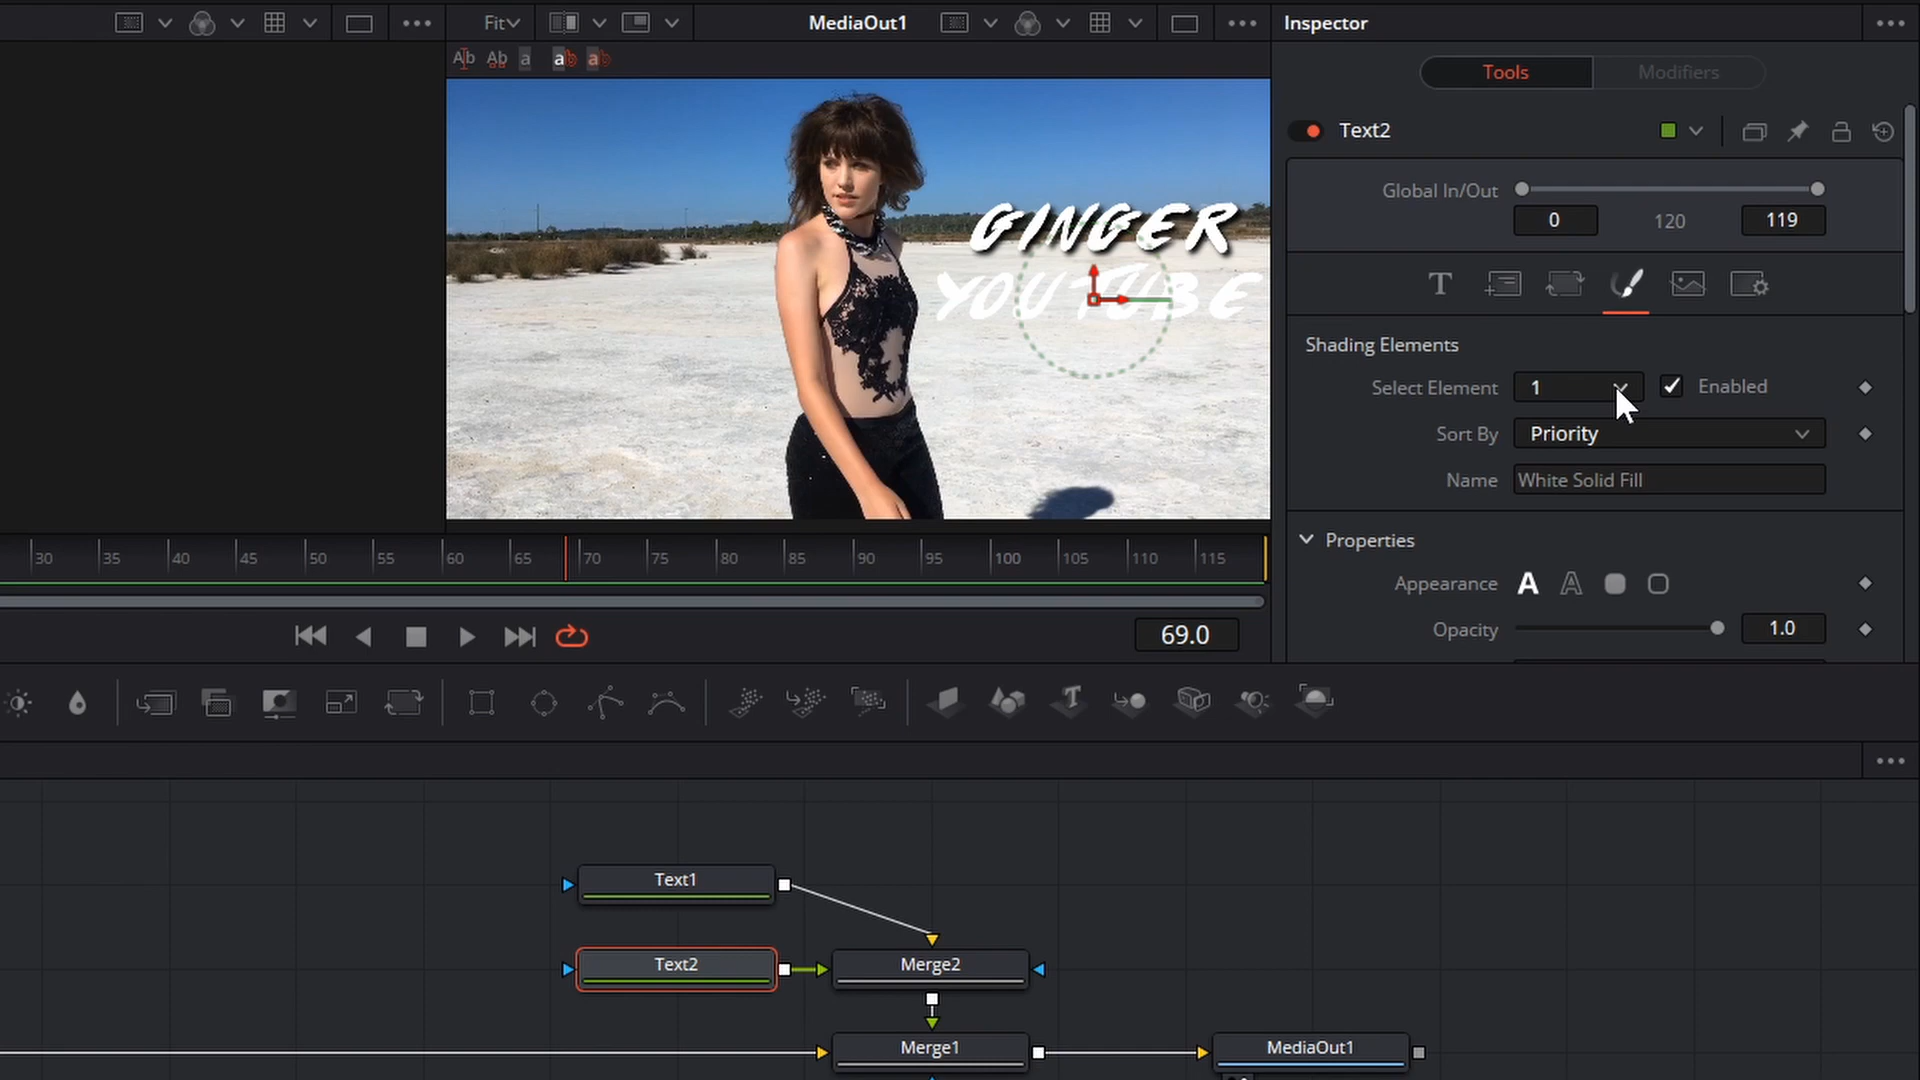 Fit
MediaOut1
Inspector
Ab Ab a ab ab
Tools
Modifiers
Text2
Global In/Out
0
120
119
GINGER
YOUTUBE
T
Shading Elements
Select Element
1
Enabled
Sort By
Priority
Name
White Solid Fill
Properties
Appearance
A A
Opacity
1.0
30 35 40 45 50 55 60 65 70 75 80 85 90 95 100 105 110 115
69.0
Text1
Text2
Merge2
Merge1
MediaOut1